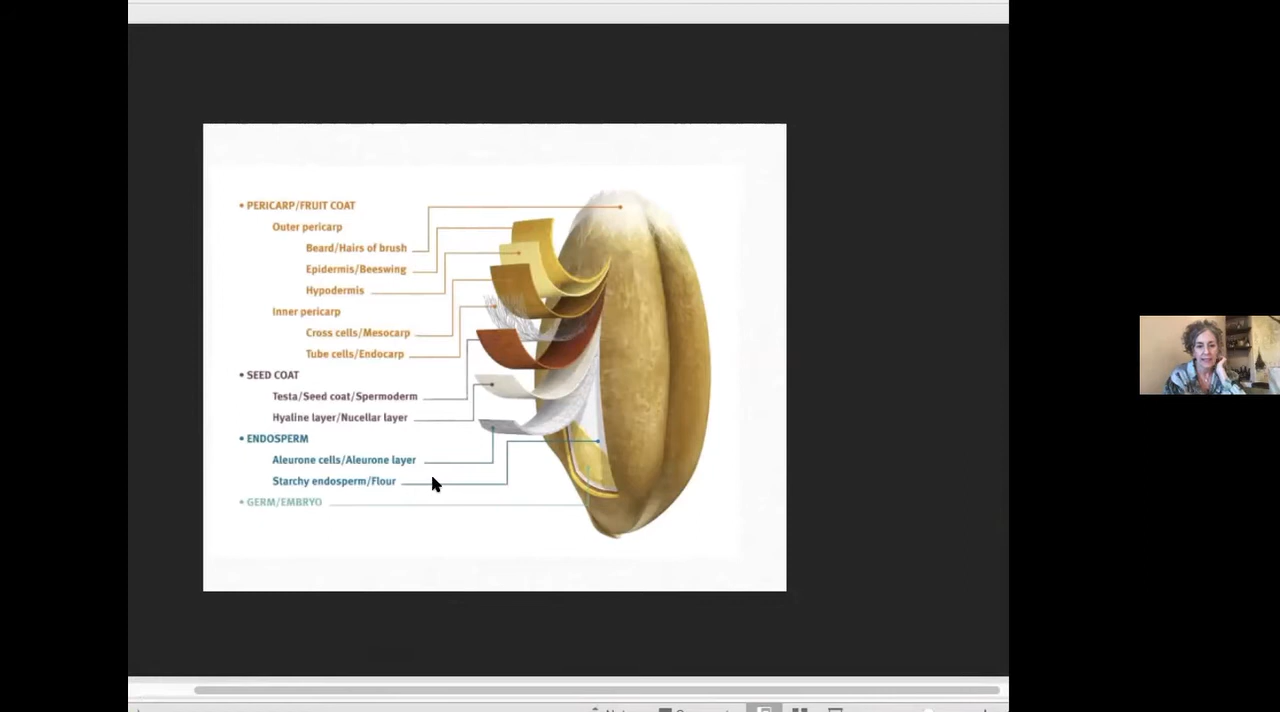 • PERICARP/FRUIT COAT
Outer pericarp
Beard/Hairs of brush
Epidermis/Beeswing
Hypodermis
Inner pericarp
Cross cells/Mesocarp
Tube cells/Endocarp
• SEED COAT
Testa/Seed coat/Spermoderm
Hyaline layer/Nucellar layer
• ENDOSPERM
Aleurone cells/Aleurone layer
Starchy endosperm/Flour
• GERM/EMBRYO